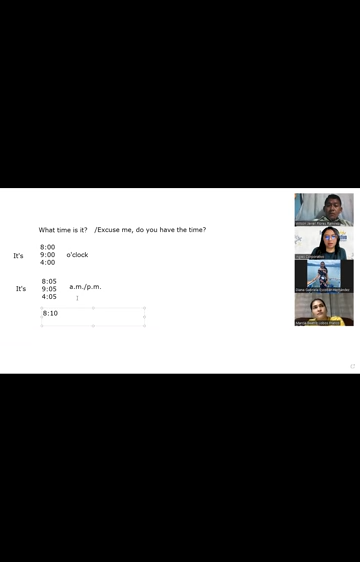 What time is it? /Excuse me, do you have the time?
8:00
It's 9:00 o'clock
4:00
8:05
It's 9:05 a.m./p.m.
4:05
8:10